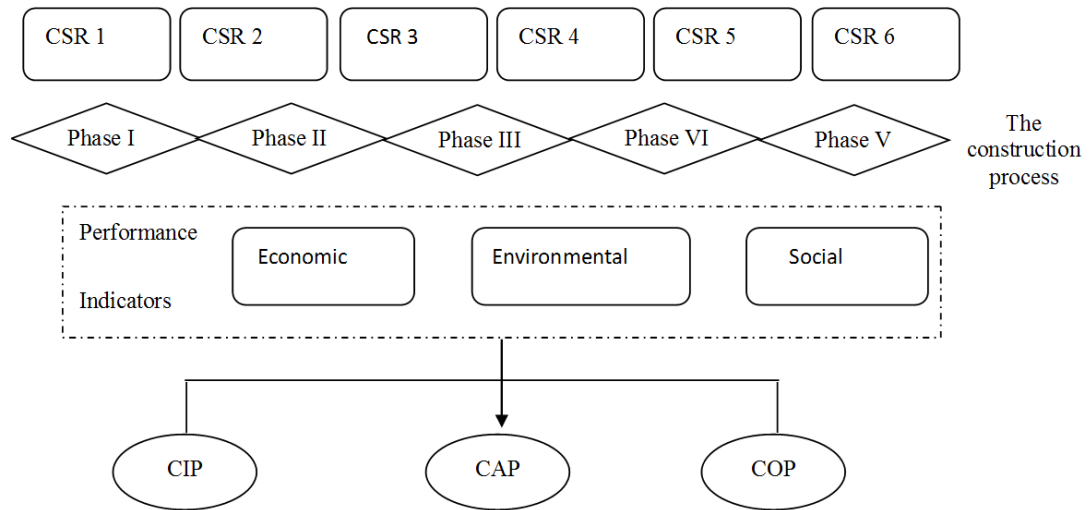 CSR 1
CSR 2
CSR 3
CSR 4
CSR 5
CSR 6
Phase I
Phase II
Phase III
Phase VI
Phase V
The
construction
process
Performance
Indicators
Economic
Environmental
Social
CIP
CAP
COP